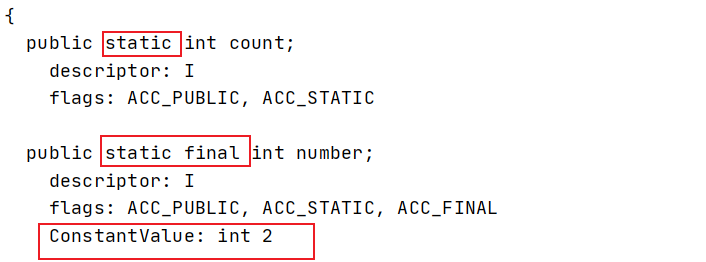 {
public static int count;
descriptor: I
flags: ACC_PUBLIC, ACC_STATIC
public static final int number;
descriptor: I
flags: ACC_PUBLIC, ACC_STATIC, ACC_FINAL
ConstantValue: int 2